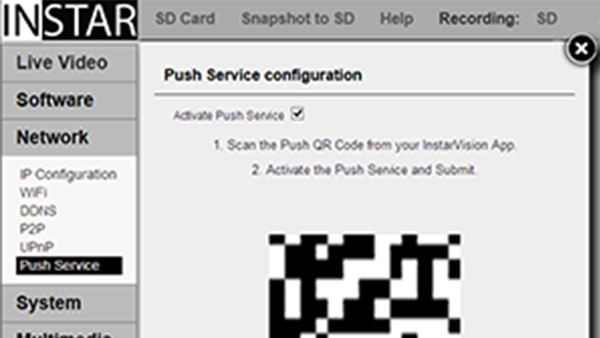 INSTAR
SD Card Snapshot to SD Help Recording: SD
Live Video
Software
Network
IP Configuration
WiFi
DDNS
P2P
UPnP
Push Service
System
Multimedia
Push Service configuration
Activate Push Service
1. Scan the Push QR Code from your InstarVision App.
2. Activate the Push Service and Submit.